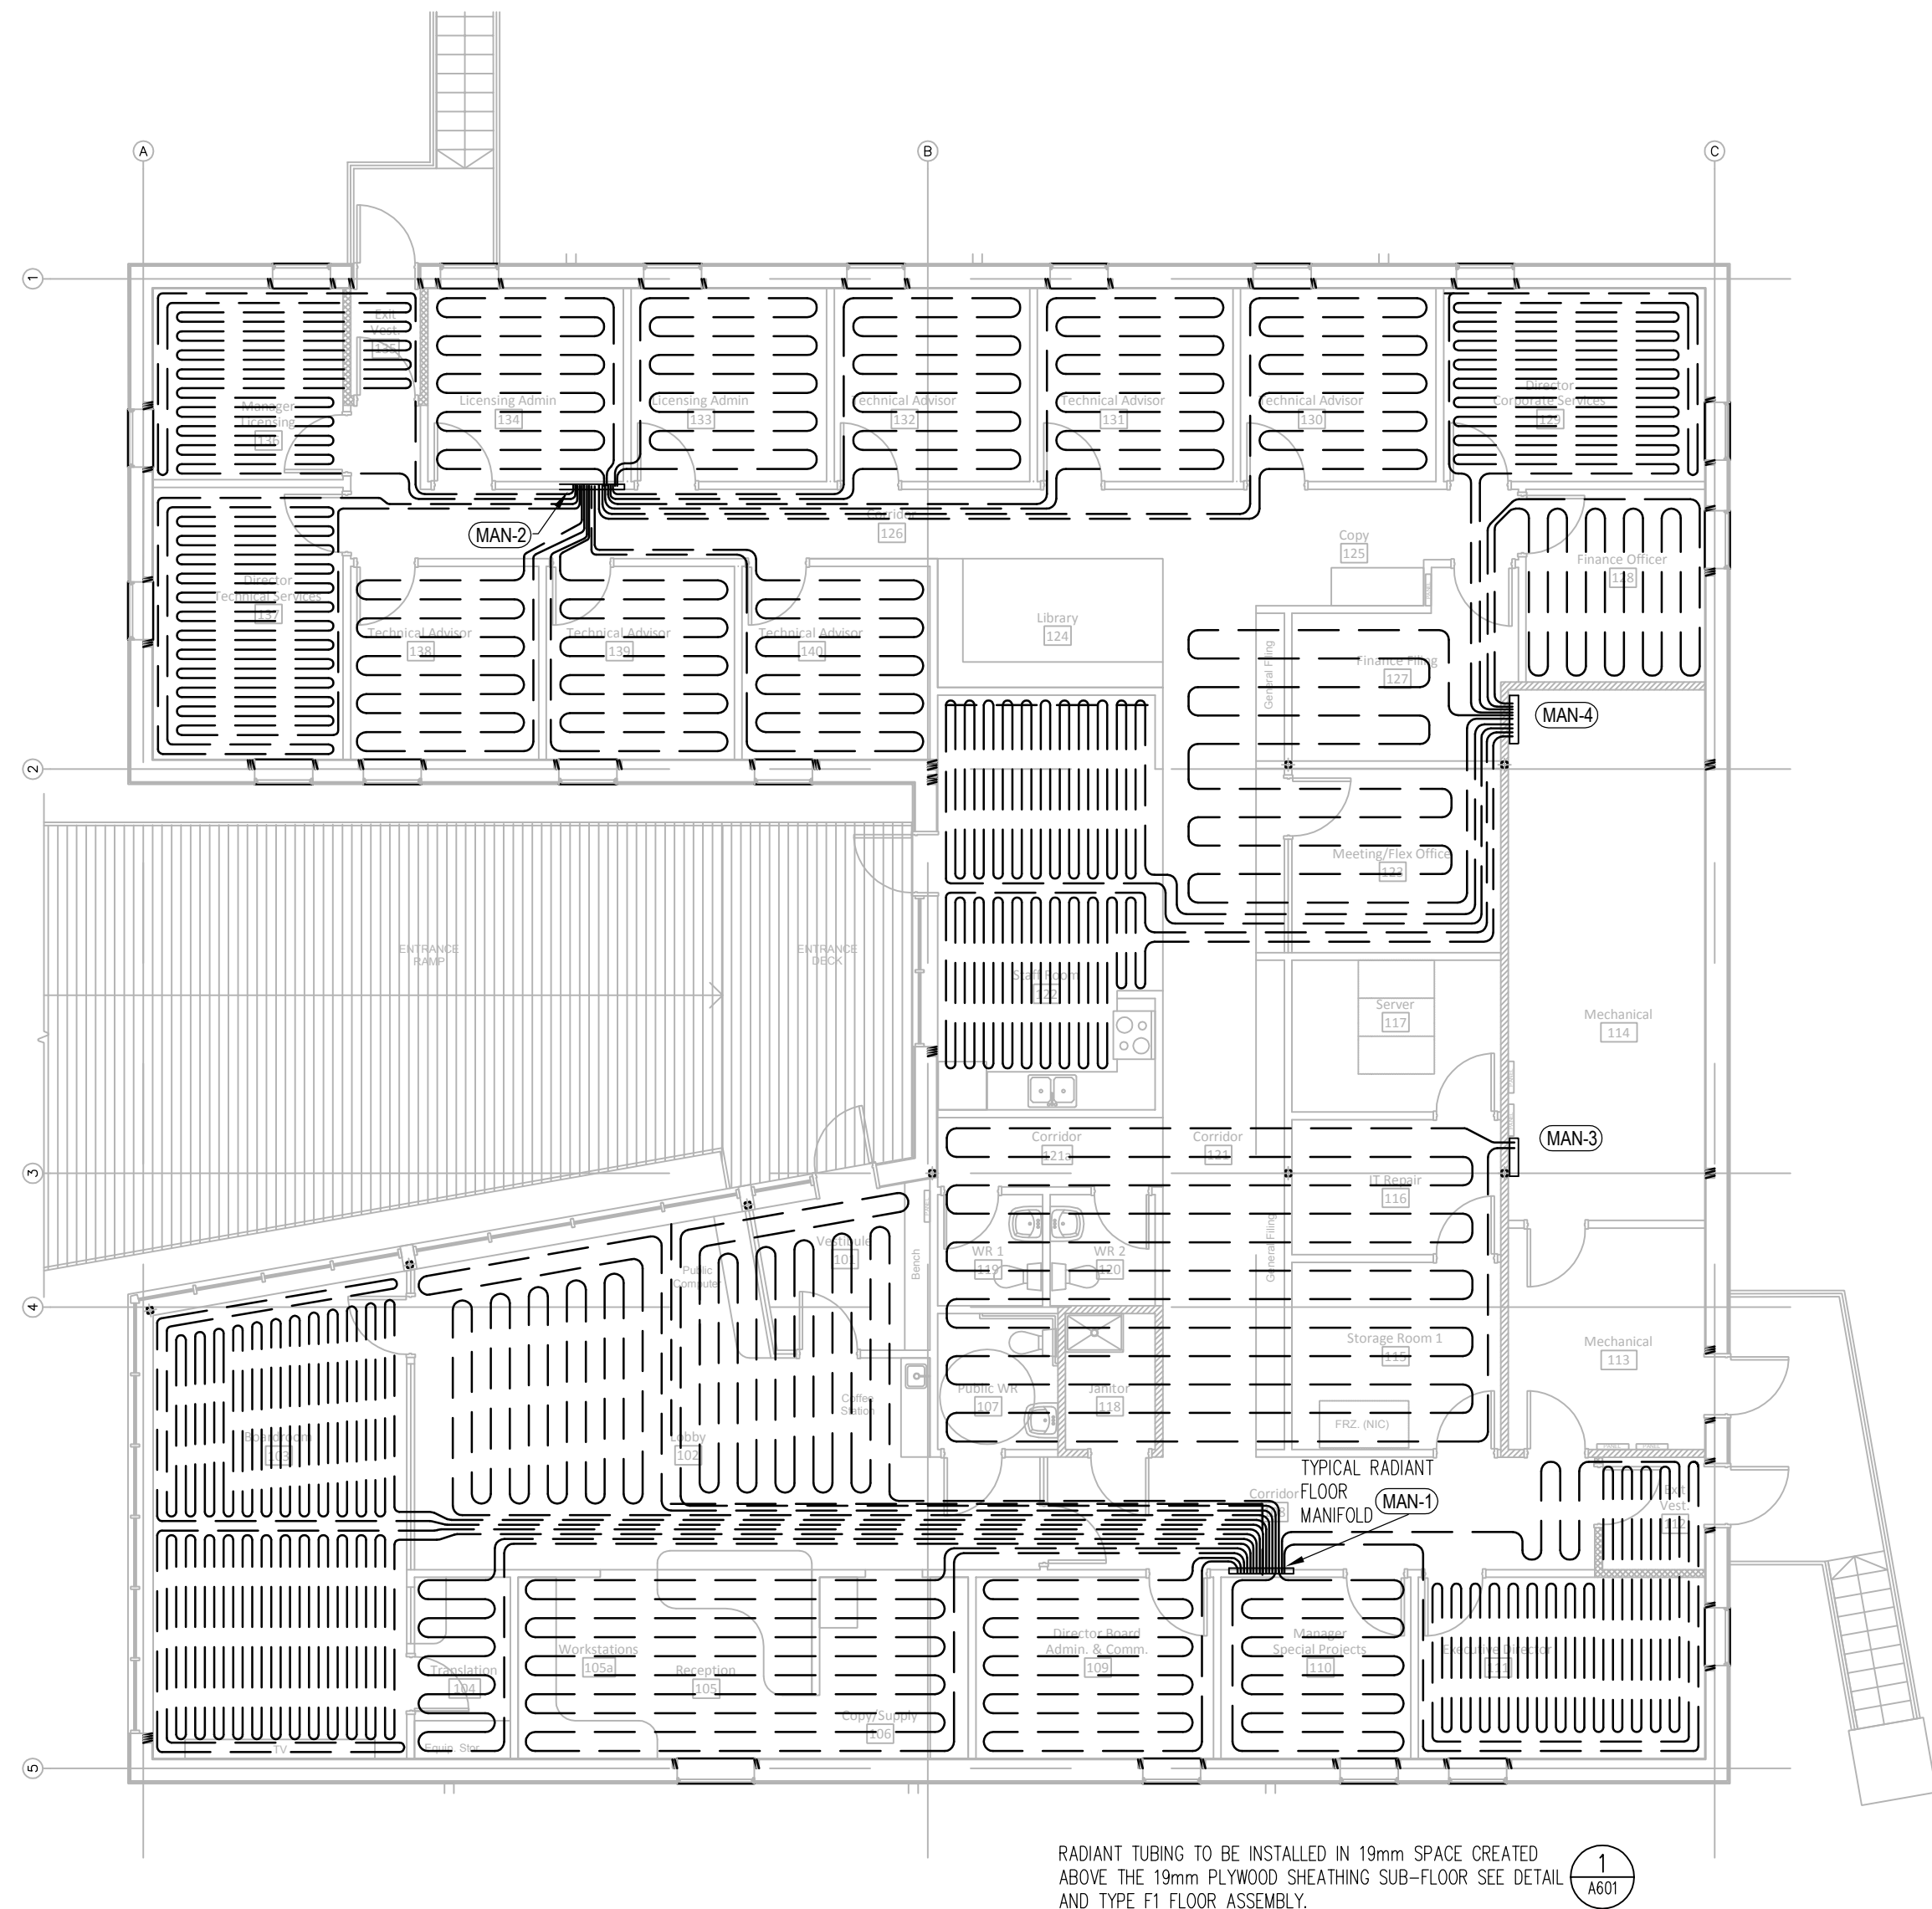 A
B
C
1
Exit
Vest.
135
Manager
Licensing
136
Licensing Admin
134
Licensing Admin
133
Technical Advisor
132
Technical Advisor
131
Technical Advisor
130
Director
Corporate Services
129
MAN-2
Corridor
126
Copy
125
Finance Officer
128
Director
Technical Services
137
Technical Advisor
138
Technical Advisor
139
Technical Advisor
140
Library
124
General Filing
Finance Filing
127
MAN-4
2
Meeting/Flex Office
123
ENTRANCE
RAMP
ENTRANCE
DECK
Staff Room
122
Server
117
Mechanical
114
Corridor
121a
Corridor
121
MAN-3
3
IT Repair
116
Vestibule
101
Public
Computer
Bench
WR 1
119
WR 2
120
General Filing
4
Storage Room 1
115
Mechanical
113
Public WR
107
Janitor
118
Coffee
Station
FRZ. (NIC)
Boardroom
103
Lobby
102
TYPICAL RADIANT
FLOOR
MANIFOLD
MAN-1
Corridor
Exit
Vest.
112
Workstations
105a
Reception
105
Translation
104
Director Board
Admin. & Comm.
109
Manager
Special Projects
110
Executive Director
111
Copy/Supply
106
TV
Equip. Stor.
5
RADIANT TUBING TO BE INSTALLED IN 19mm SPACE CREATED
ABOVE THE 19mm PLYWOOD SHEATHING SUB-FLOOR SEE DETAIL
AND TYPE F1 FLOOR ASSEMBLY.
1
A601